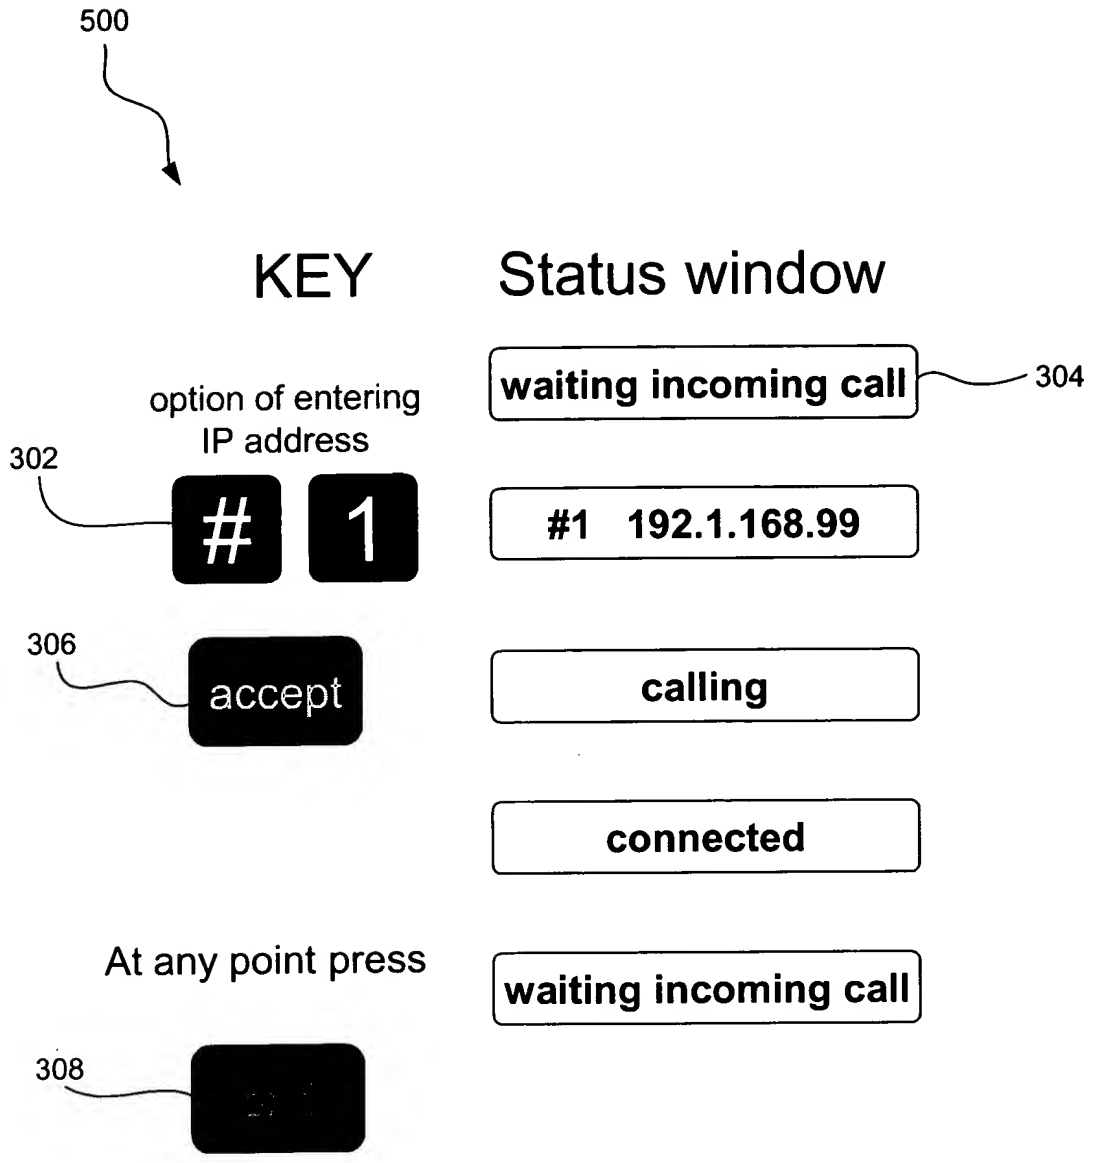 500
KEY
Status window
waiting incoming call
304
option of entering
IP address
302
# 1
#1 192.1.168.99
306
accept
calling
connected
At any point press
waiting incoming call
308